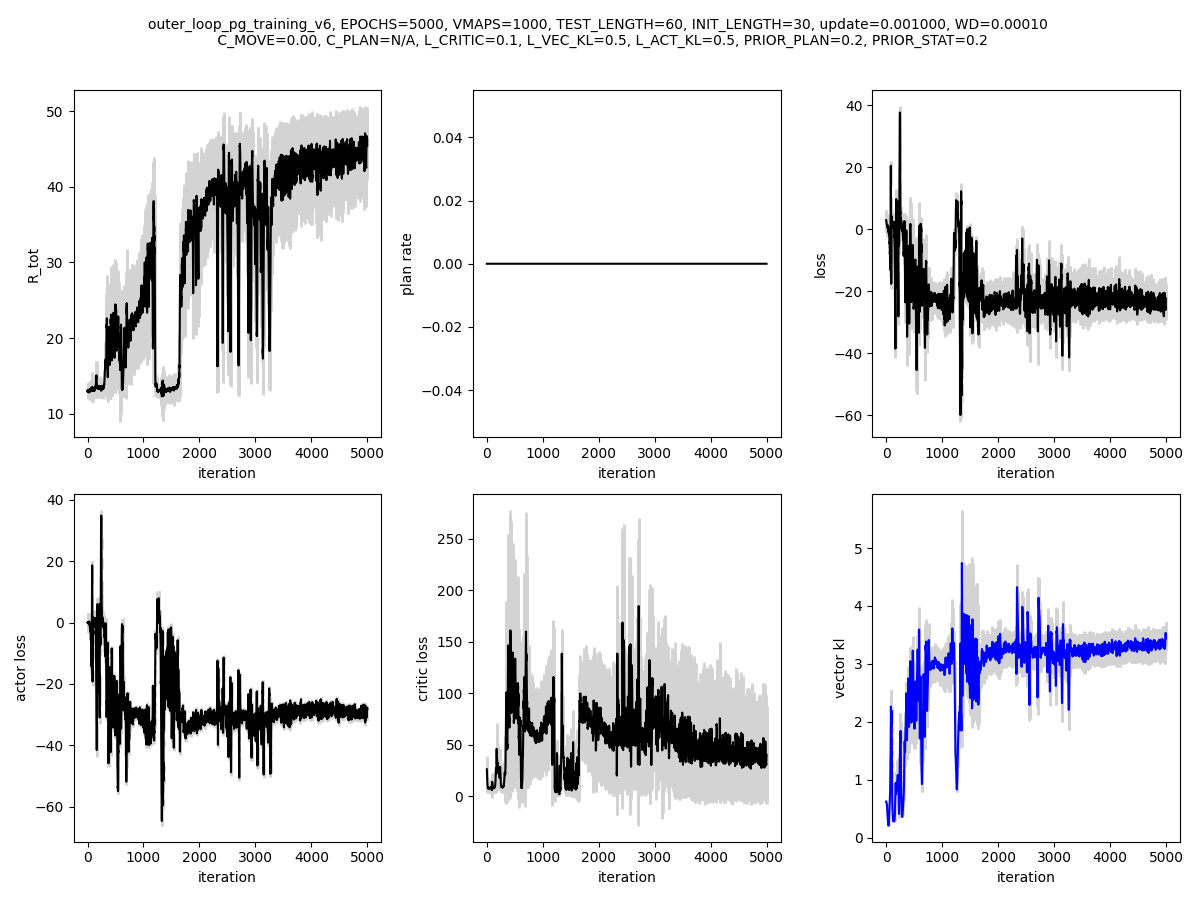 outer_loop_pg_training_v6, EPOCHS=5000, VMAPS=1000, TEST_LENGTH=60, INIT_LENGTH=30, update=0.001000, WD=0.00010
C_MOVE=0.00, C_PLAN=N/A, L_CRITIC=0.1, L_VEC_KL=0.5, L_ACT_KL=0.5, PRIOR_PLAN=0.2, PRIOR_STAT=0.2
R_tot
50
40
30
20
10
0 1000 2000 3000 4000 5000
iteration
plan rate
0.04
0.02
0.00
−0.02
−0.04
0 1000 2000 3000 4000 5000
iteration
loss
40
20
0
−20
−40
−60
0 1000 2000 3000 4000 5000
iteration
actor loss
40
20
0
−20
−40
−60
0 1000 2000 3000 4000 5000
iteration
critic loss
250
200
150
100
50
0
0 1000 2000 3000 4000 5000
iteration
vector kl
5
4
3
2
1
0
0 1000 2000 3000 4000 5000
iteration